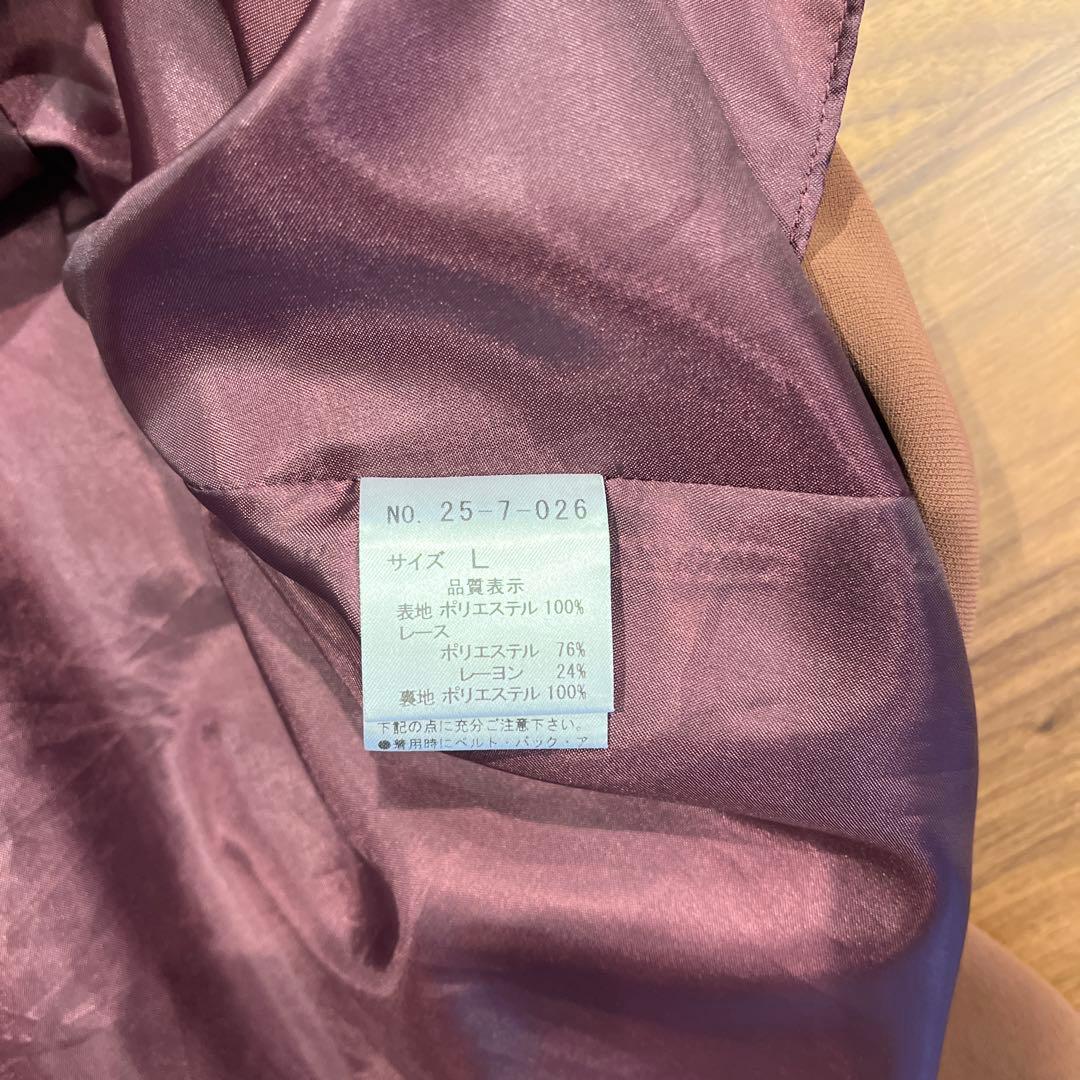 NO. 25-7-026
サイズ L
品質表示
表地 ポリエステル 100%
レース
ポリエステル 76%
レーヨン 24%
裏地 ポリエステル 100%
下記の点に充分ご注意下さい。
●着用時にベルト・バック・ア